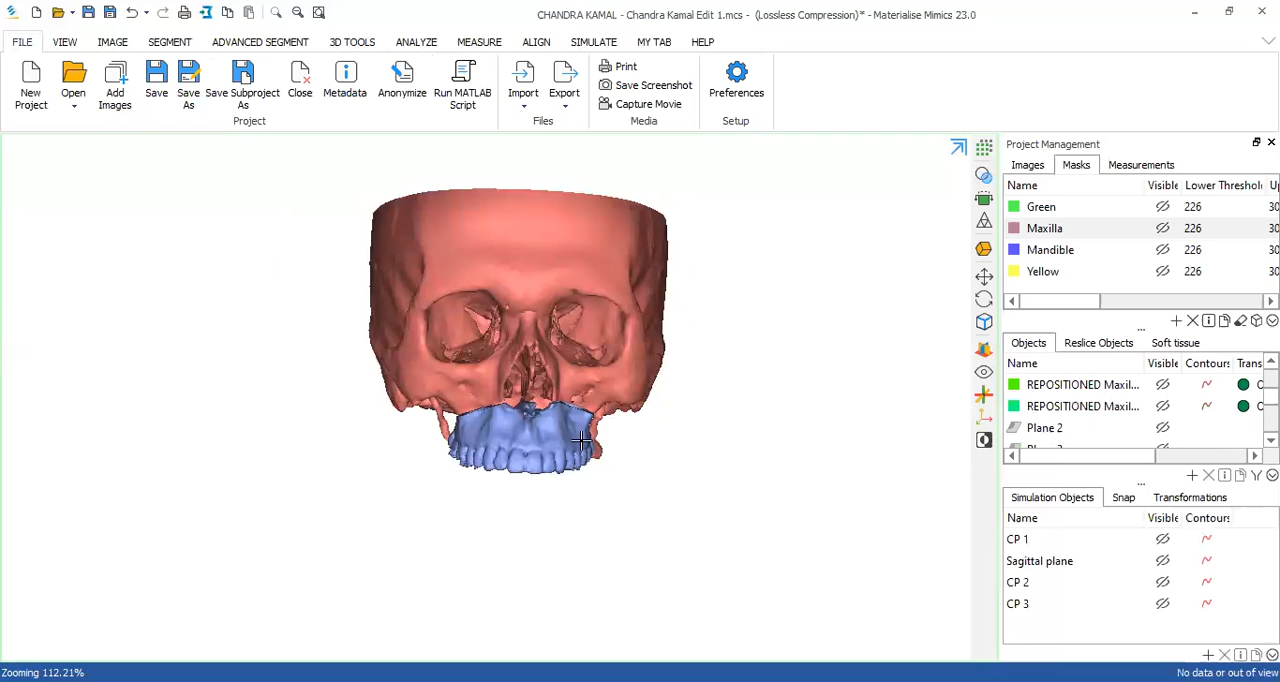 CHANDRA KAMAL - Chandra Kamal Edit 1.mcs - (Lossless Compression)* - Materialise Mimics 23.0
FILE VIEW IMAGE SEGMENT ADVANCED SEGMENT 3D TOOLS ANALYZE MEASURE ALIGN SIMULATE MY TAB HELP
New Project
Open
Add Images
Save
Save As
Save Subproject As
Close
Metadata
Anonymize
Run MATLAB Script
Import
Export
Print
Save Screenshot
Capture Movie
Preferences
Project
Files
Media
Setup
Project Management
Images Masks Measurements
Name Visible Lower Threshold
Green 226 30
Maxilla 226 30
Mandible 226 30
Yellow 226 30
Objects Reslice Objects Soft tissue
Name Visible Contours Trans
REPOSITIONED Maxil...
REPOSITIONED Maxil...
Plane 2
Simulation Objects Snap Transformations
Name Visible Contours
CP 1
Sagittal plane
CP 2
CP 3
Zooming 112.21%
No data or out of view